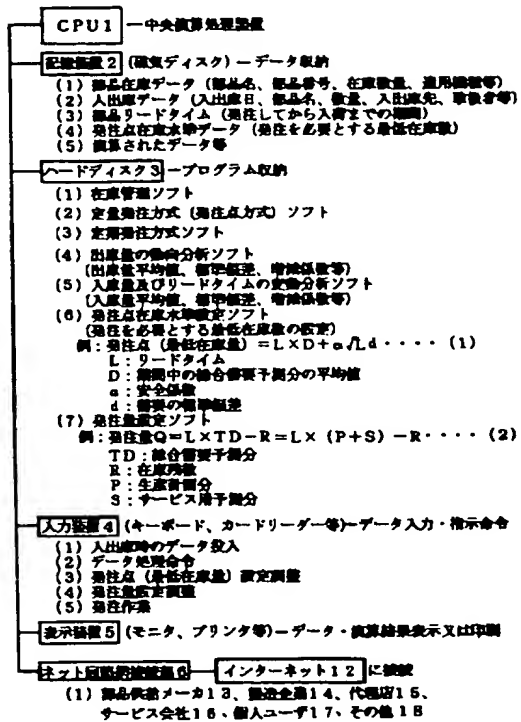 CPU1 ―中央演算処理装置
記憶装置2 (磁気ディスク) ―データ収納
(1) 部品在庫データ (部品名、部品番号、在庫数量、適用機種等)
(2) 入出庫データ (入出庫日、部品名、数量、入出庫先、取扱者等)
(3) 部品リードタイム (発注してから入荷までの期間)
(4) 発注点在庫水準データ (発注を必要とする最低在庫数)
(5) 演算されたデータ等
ハードディスク3 ―プログラム収納
(1) 在庫管理ソフト
(2) 定量発注方式 (発注点方式) ソフト
(3) 定期発注方式ソフト
(4) 出庫量の動向分析ソフト
(出庫量平均値、標準偏差、増減係数等)
(5) 入庫量及びリードタイムの変動分析ソフト
(入庫量平均値、標準偏差、増減係数等)
(6) 発注点在庫水準設定ソフト
(発注を必要とする最低在庫数の設定)
例:発注点 (最低在庫量) =L×D+α√Ld・・・・ (1)
L:リードタイム
D:期間中の総合需要予測分の平均値
α:安全係数
d:需要の標準偏差
(7) 発注量設定ソフト
例:発注量Q=L×TD−R=L× (P+S) −R・・・・ (2)
TD:総合需要予測分
R:在庫残数
P:生産計画分
S:サービス用予測分
入力装置4 (キーボード、カードリーダー等)―データ入力・指示命令
(1) 入出庫時のデータ投入
(2) データ処理命令
(3) 発注点 (最低在庫量) 設定調整
(4) 発注量設定調整
(5) 発注作業
表示装置5 (モニタ、プリンタ等)―データ・演算結果表示又は印刷
ネット回線接続部6 ― インターネット12 に接続
(1) 部品供給メーカ13、製造企業14、代理店15、
サービス会社16、個人ユーザ17、その他18